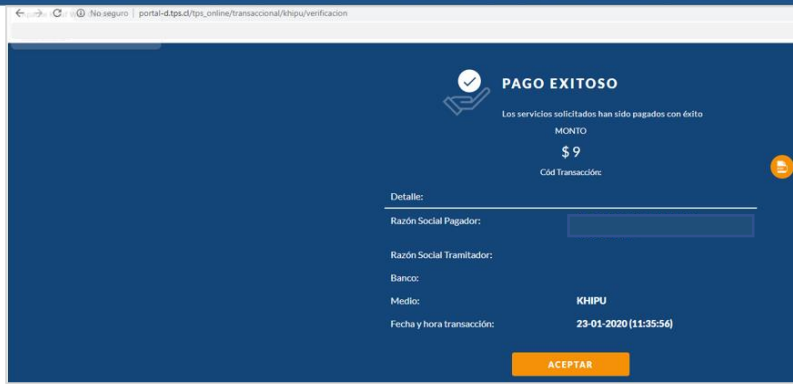 No seguro | portal-d.tps.cl/tps_online/transaccional/khipu/verificacion
PAGO EXITOSO
Los servicios solicitados han sido pagados con éxito
MONTO
$ 9
Cód Transacción:
Detalle:
Razón Social Pagador:
Razón Social Tramitador:
Banco:
Medio: KHIPU
Fecha y hora transacción: 23-01-2020 (11:35:56)
ACEPTAR